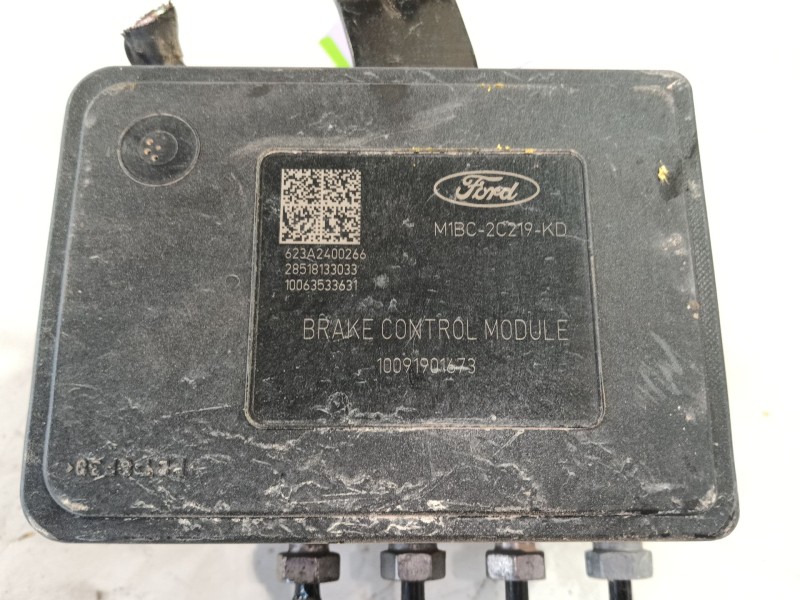 Ford
M1BC-2C219-KD
623A2400266
28518133033
10063533631
BRAKE CONTROL MODULE
10091901673